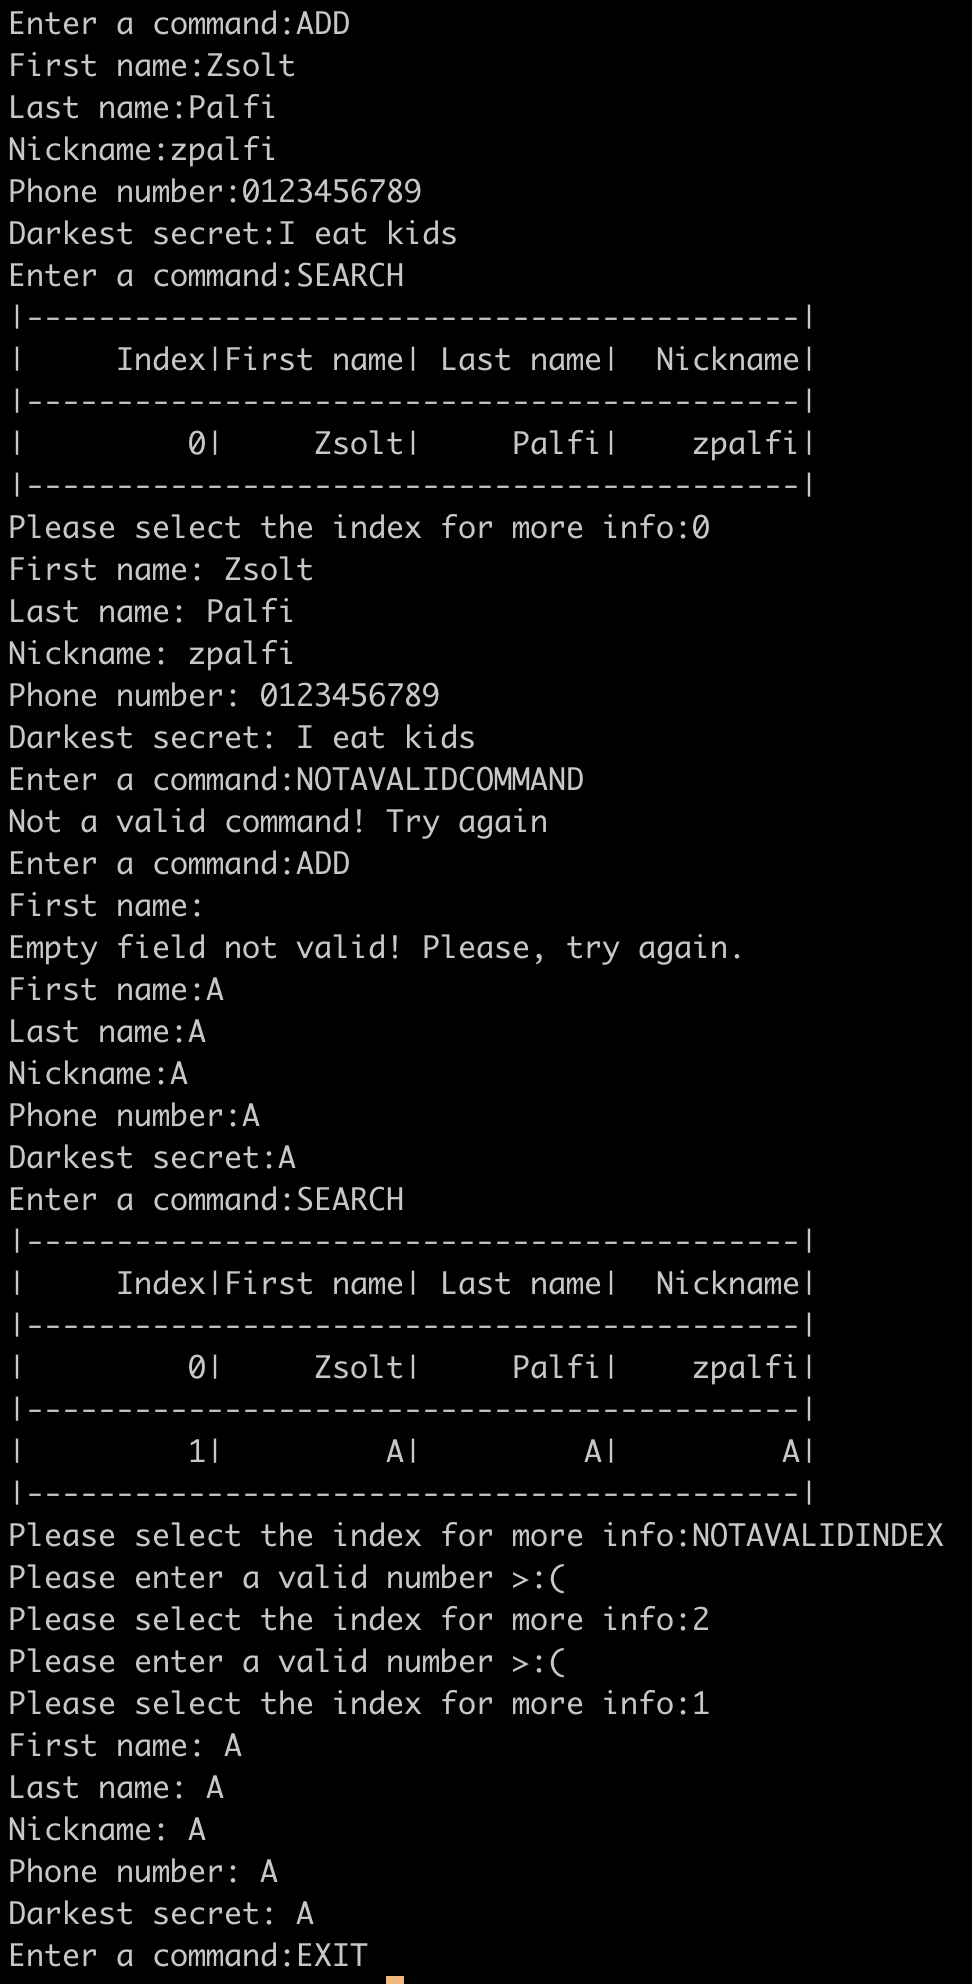 Enter a command:ADD
First name:Zsolt
Last name:Palfi
Nickname:zpalfi
Phone number:0123456789
Darkest secret:I eat kids
Enter a command:SEARCH
|-------------------------------------------|
|     Index|First name| Last name|  Nickname|
|-------------------------------------------|
|         0|     Zsolt|     Palfi|    zpalfi|
|-------------------------------------------|
Please select the index for more info:0
First name: Zsolt
Last name: Palfi
Nickname: zpalfi
Phone number: 0123456789
Darkest secret: I eat kids
Enter a command:NOTAVALIDCOMMAND
Not a valid command! Try again
Enter a command:ADD
First name:
Empty field not valid! Please, try again.
First name:A
Last name:A
Nickname:A
Phone number:A
Darkest secret:A
Enter a command:SEARCH
|-------------------------------------------|
|     Index|First name| Last name|  Nickname|
|-------------------------------------------|
|         0|     Zsolt|     Palfi|    zpalfi|
|-------------------------------------------|
|         1|         A|         A|         A|
|-------------------------------------------|
Please select the index for more info:NOTAVALIDINDEX
Please enter a valid number >:(
Please select the index for more info:2
Please enter a valid number >:(
Please select the index for more info:1
First name: A
Last name: A
Nickname: A
Phone number: A
Darkest secret: A
Enter a command:EXIT